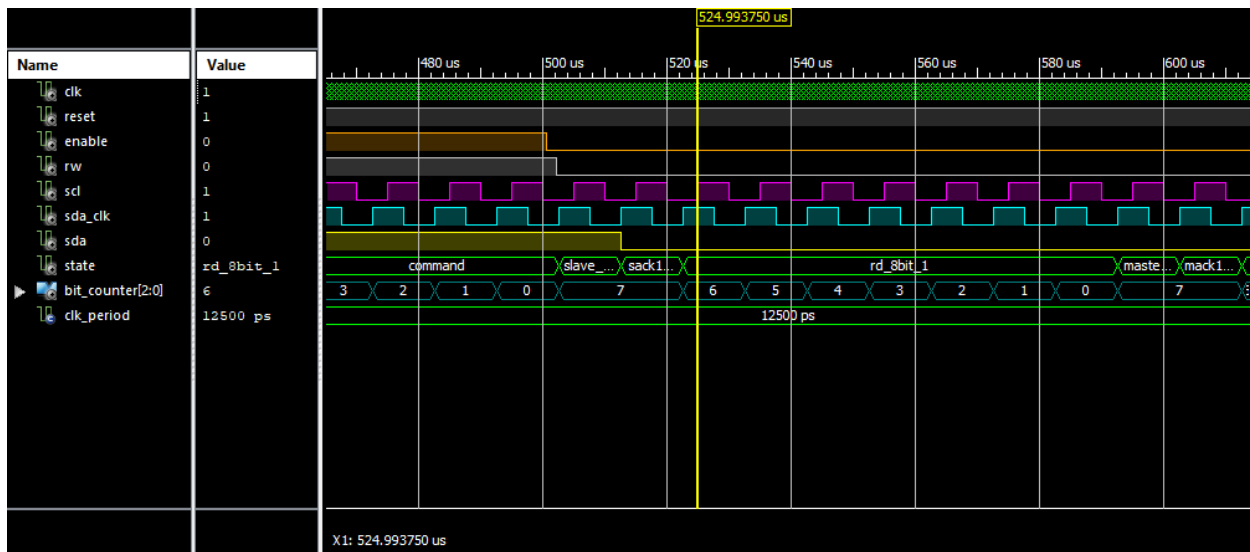 524.993750 us
Name Value
480 us 500 us 520 us 540 us 560 us 580 us 600 us
clk 1
reset 1
enable 0
rw 0
scl 1
sda_clk 1
sda 0
state rd_8bit_1 command slave_... sack1... rd_8bit_1 maste... mack1...
bit_counter[2:0] 6 3 2 1 0 7 6 5 4 3 2 1 0 7
clk_period 12500 ps 12500 ps
X1: 524.993750 us